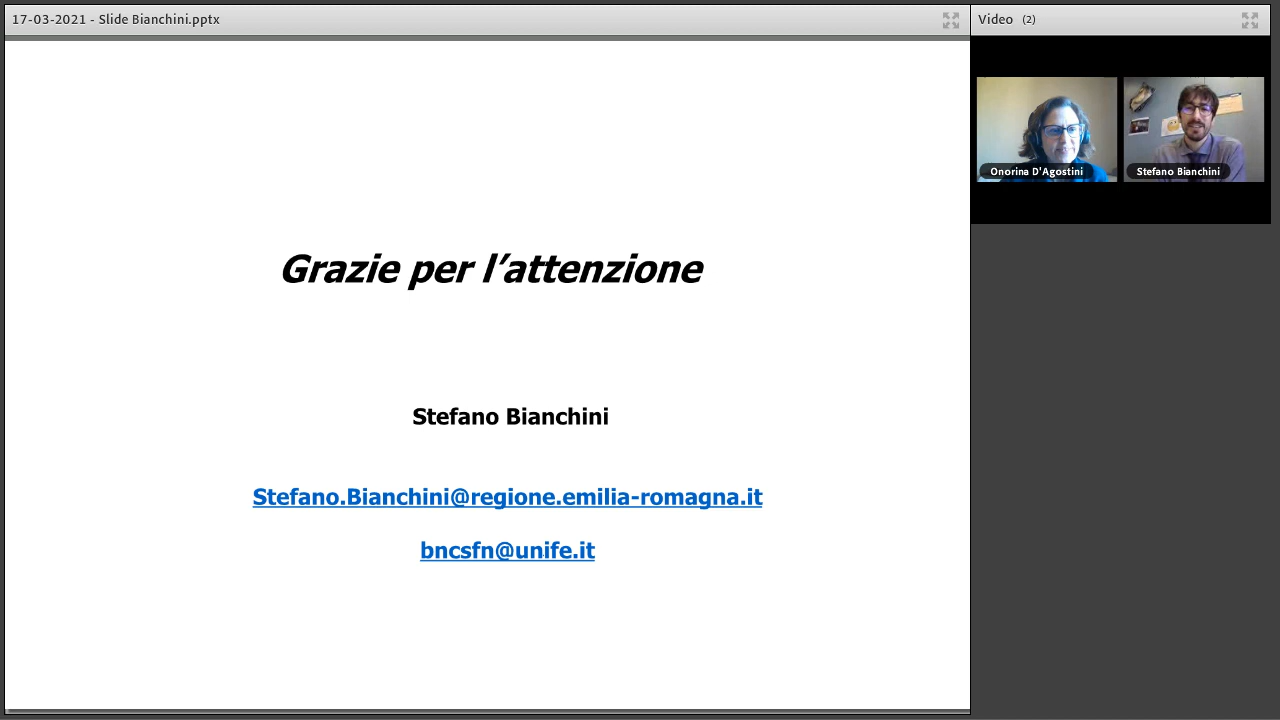 17-03-2021 - Slide Bianchini.pptx
Video (2)
Onorina D'Agostini
Stefano Bianchini
Grazie per l’attenzione
Stefano Bianchini
Stefano.Bianchini@regione.emilia-romagna.it
bncsfn@unife.it